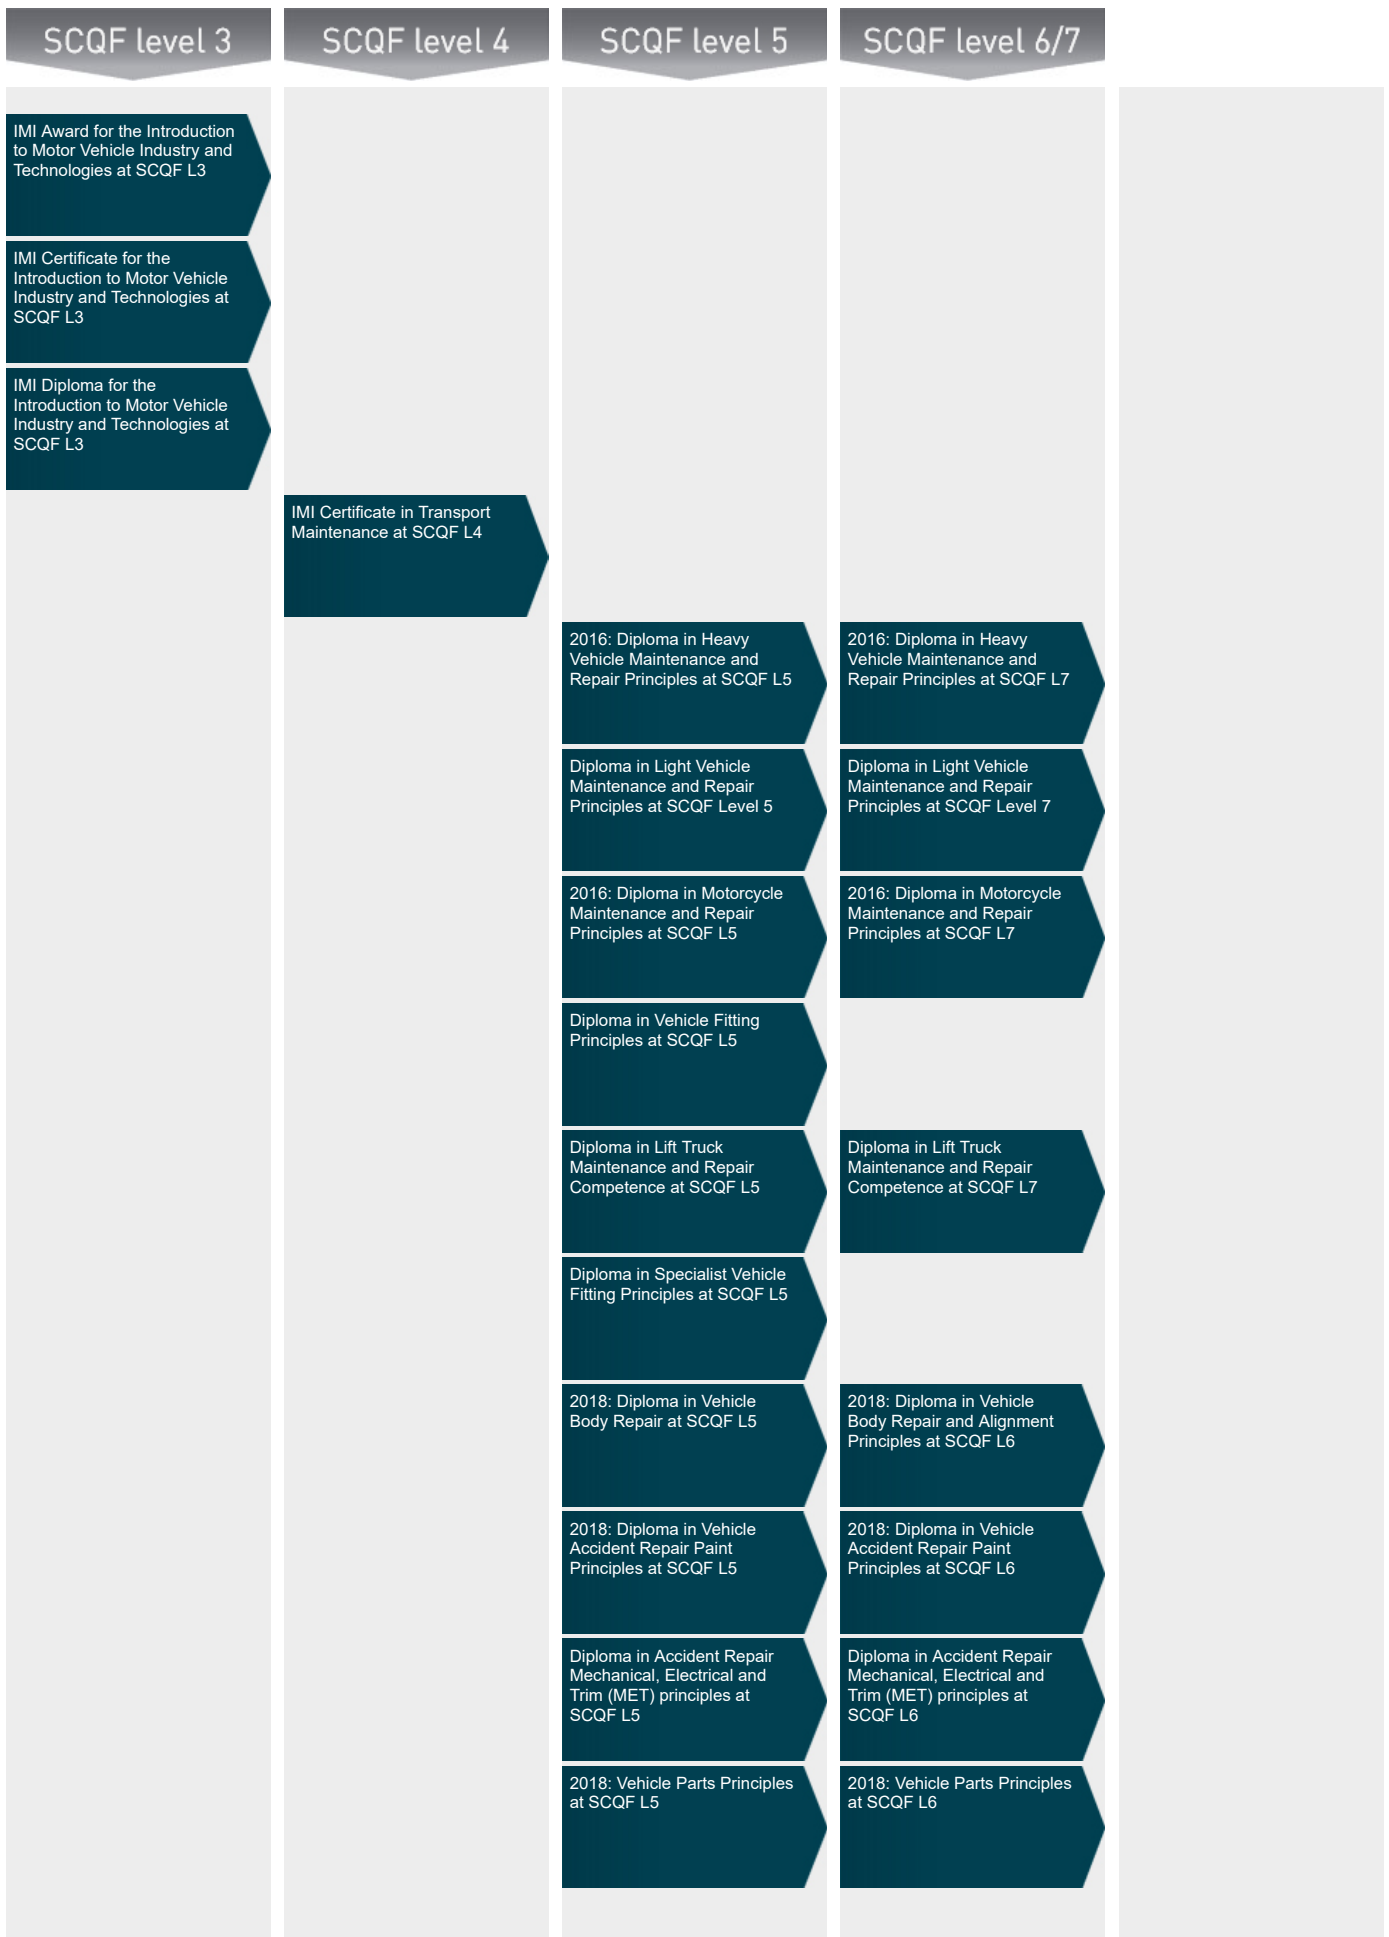 SCQF level 3
SCQF level 4
SCQF level 5
SCQF level 6/7
IMI Award for the Introduction
to Motor Vehicle Industry and
Technologies at SCQF L3
IMI Certificate for the
Introduction to Motor Vehicle
Industry and Technologies at
SCQF L3
IMI Diploma for the
Introduction to Motor Vehicle
Industry and Technologies at
SCQF L3
IMI Certificate in Transport
Maintenance at SCQF L4
2016: Diploma in Heavy
Vehicle Maintenance and
Repair Principles at SCQF L5
2016: Diploma in Heavy
Vehicle Maintenance and
Repair Principles at SCQF L7
Diploma in Light Vehicle
Maintenance and Repair
Principles at SCQF Level 5
Diploma in Light Vehicle
Maintenance and Repair
Principles at SCQF Level 7
2016: Diploma in Motorcycle
Maintenance and Repair
Principles at SCQF L5
2016: Diploma in Motorcycle
Maintenance and Repair
Principles at SCQF L7
Diploma in Vehicle Fitting
Principles at SCQF L5
Diploma in Lift Truck
Maintenance and Repair
Competence at SCQF L5
Diploma in Lift Truck
Maintenance and Repair
Competence at SCQF L7
Diploma in Specialist Vehicle
Fitting Principles at SCQF L5
2018: Diploma in Vehicle
Body Repair at SCQF L5
2018: Diploma in Vehicle
Body Repair and Alignment
Principles at SCQF L6
2018: Diploma in Vehicle
Accident Repair Paint
Principles at SCQF L5
2018: Diploma in Vehicle
Accident Repair Paint
Principles at SCQF L6
Diploma in Accident Repair
Mechanical, Electrical and
Trim (MET) principles at
SCQF L5
Diploma in Accident Repair
Mechanical, Electrical and
Trim (MET) principles at
SCQF L6
2018: Vehicle Parts Principles
at SCQF L5
2018: Vehicle Parts Principles
at SCQF L6